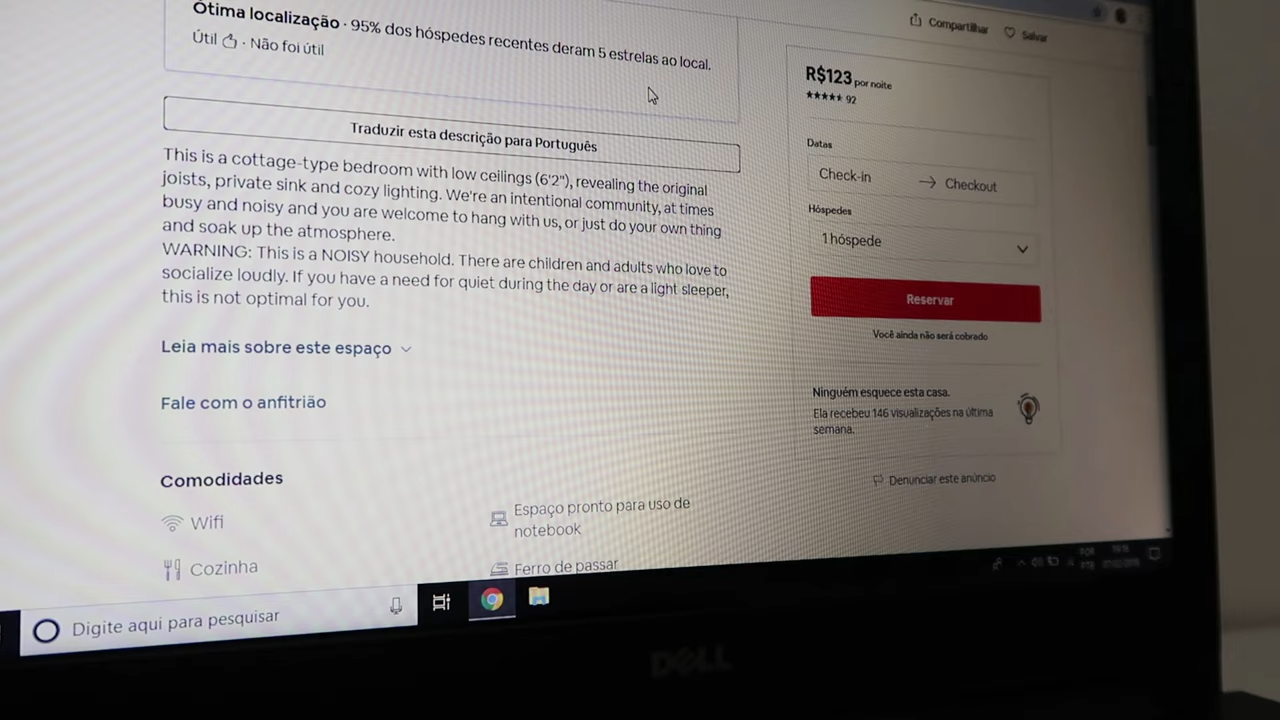 Ótima localização · 95% dos hóspedes recentes deram 5 estrelas ao local.
Útil · Não foi útil
Traduzir esta descrição para Português
This is a cottage-type bedroom with low ceilings (6'2"), revealing the original
joists, private sink and cozy lighting. We're an intentional community, at times
busy and noisy and you are welcome to hang with us, or just do your own thing
and soak up the atmosphere.
WARNING: This is a NOISY household. There are children and adults who love to
socialize loudly. If you have a need for quiet during the day or are a light sleeper,
this is not optimal for you.
Leia mais sobre este espaço
Fale com o anfitrião
Comodidades
Wifi
Espaço pronto para uso de
notebook
Cozinha
Ferro de passar
Compartilhar
Salvar
R$123 por noite
92
Datas
Check-in → Checkout
Hóspedes
1 hóspede
Reservar
Você ainda não será cobrado
Ninguém esquece esta casa.
Ela recebeu 146 visualizações na última
semana.
Denunciar este anúncio
Digite aqui para pesquisar
POR
DELL